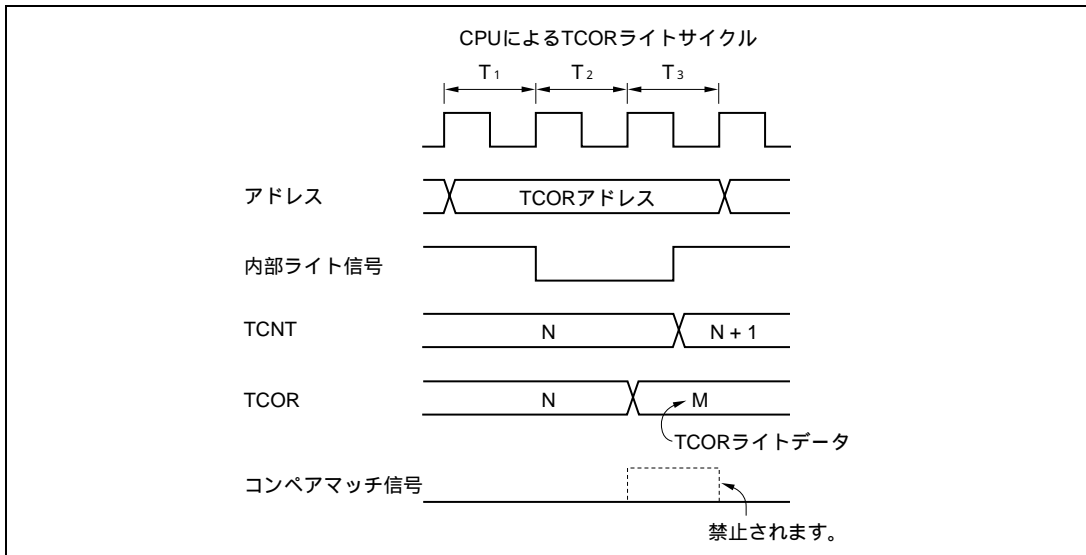 CPUによるTCORライトサイクル
T1 T2 T3
アドレス TCORアドレス
内部ライト信号
TCNT N N + 1
TCOR N M
TCORライトデータ
コンペアマッチ信号
禁止されます。